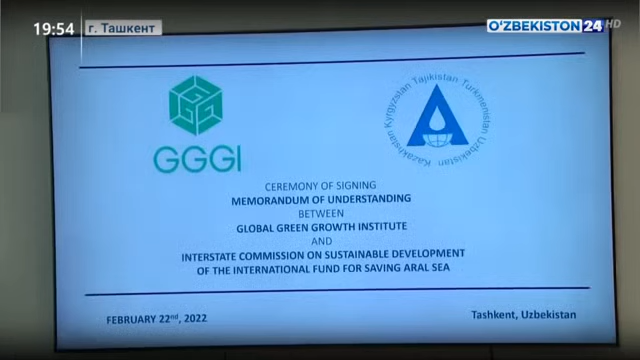 19:54
г. Ташкент
O'ZBEKISTON 24 HD
GGGI
Kazakhstan Kyrgyzstan Tajikistan Turkmenistan Uzbekistan
CEREMONY OF SIGNING
MEMORANDUM OF UNDERSTANDING
BETWEEN
GLOBAL GREEN GROWTH INSTITUTE
AND
INTERSTATE COMMISSION ON SUSTAINABLE DEVELOPMENT
OF THE INTERNATIONAL FUND FOR SAVING ARAL SEA
FEBRUARY 22nd, 2022
Tashkent, Uzbekistan